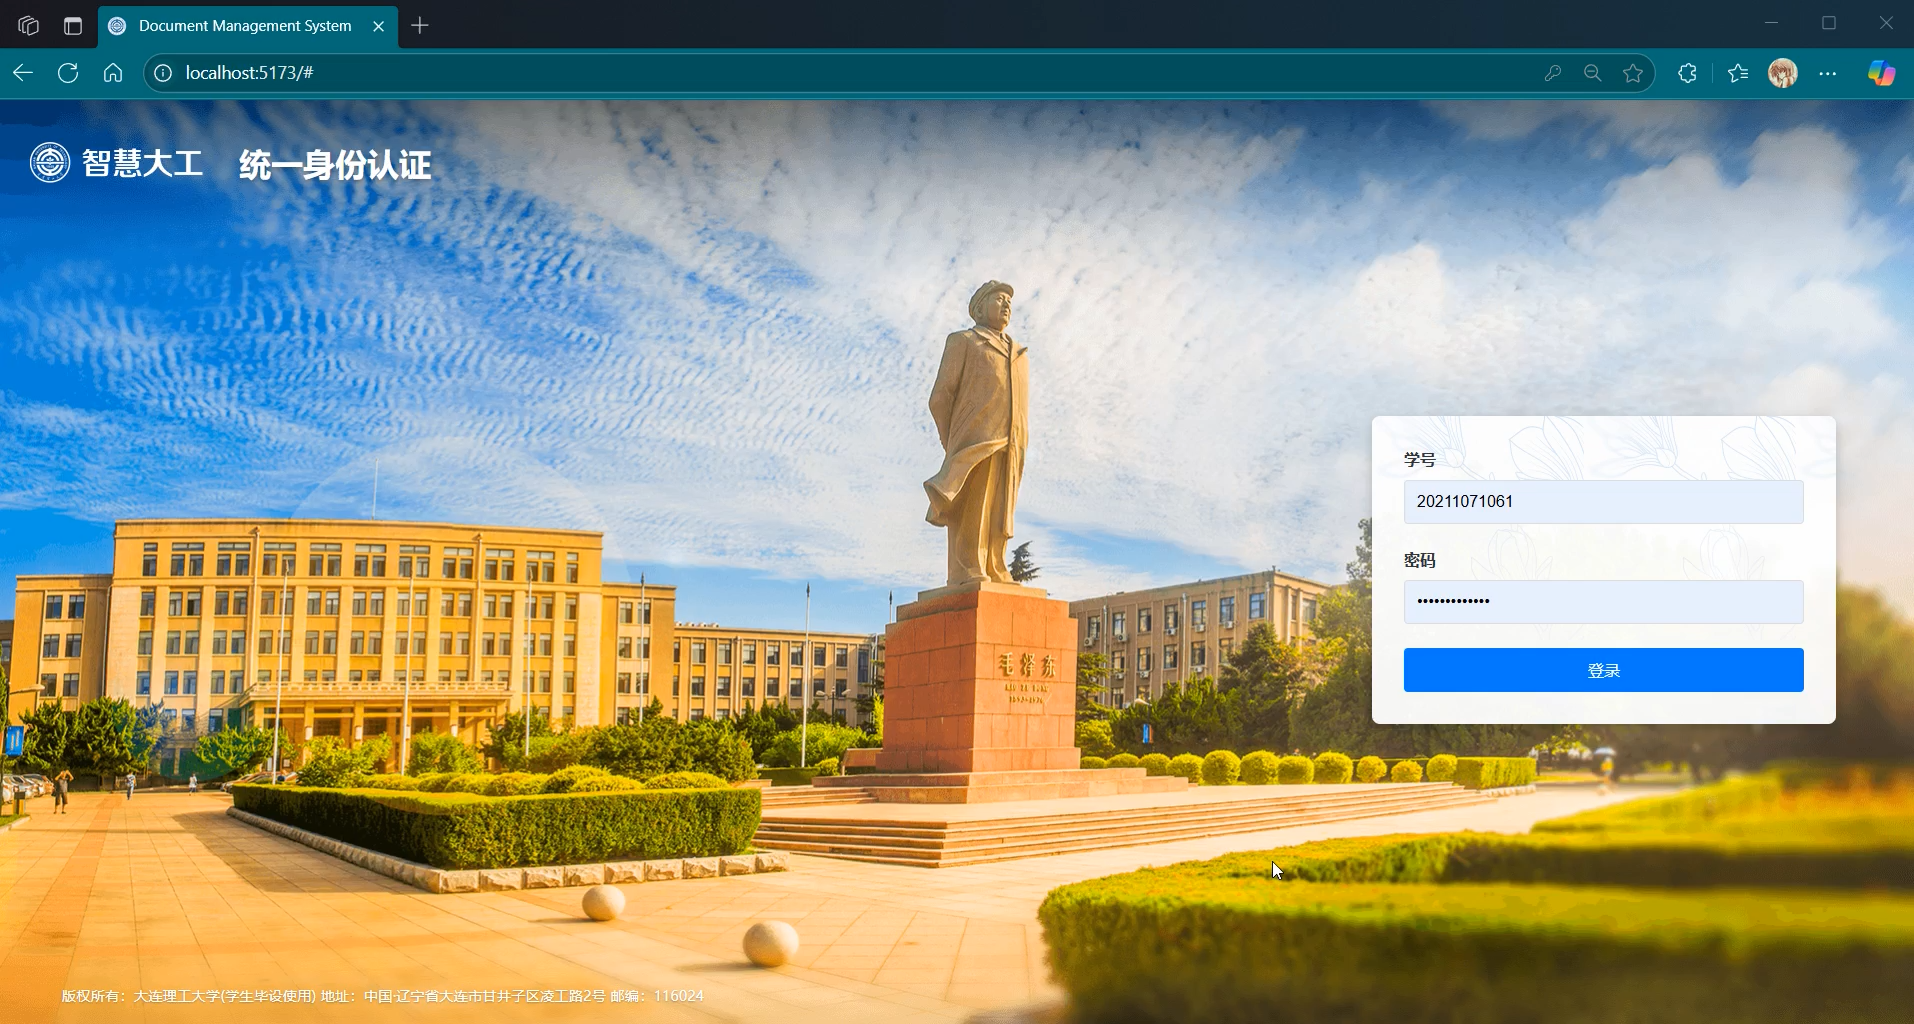 Document Management System
localhost:5173/#
智慧大工 统一身份认证
学号
20211071061
密码
•••••••••••••
登录
毛泽东
版权所有：大连理工大学(学生毕设使用) 地址：中国·辽宁省大连市甘井子区凌工路2号 邮编：116024